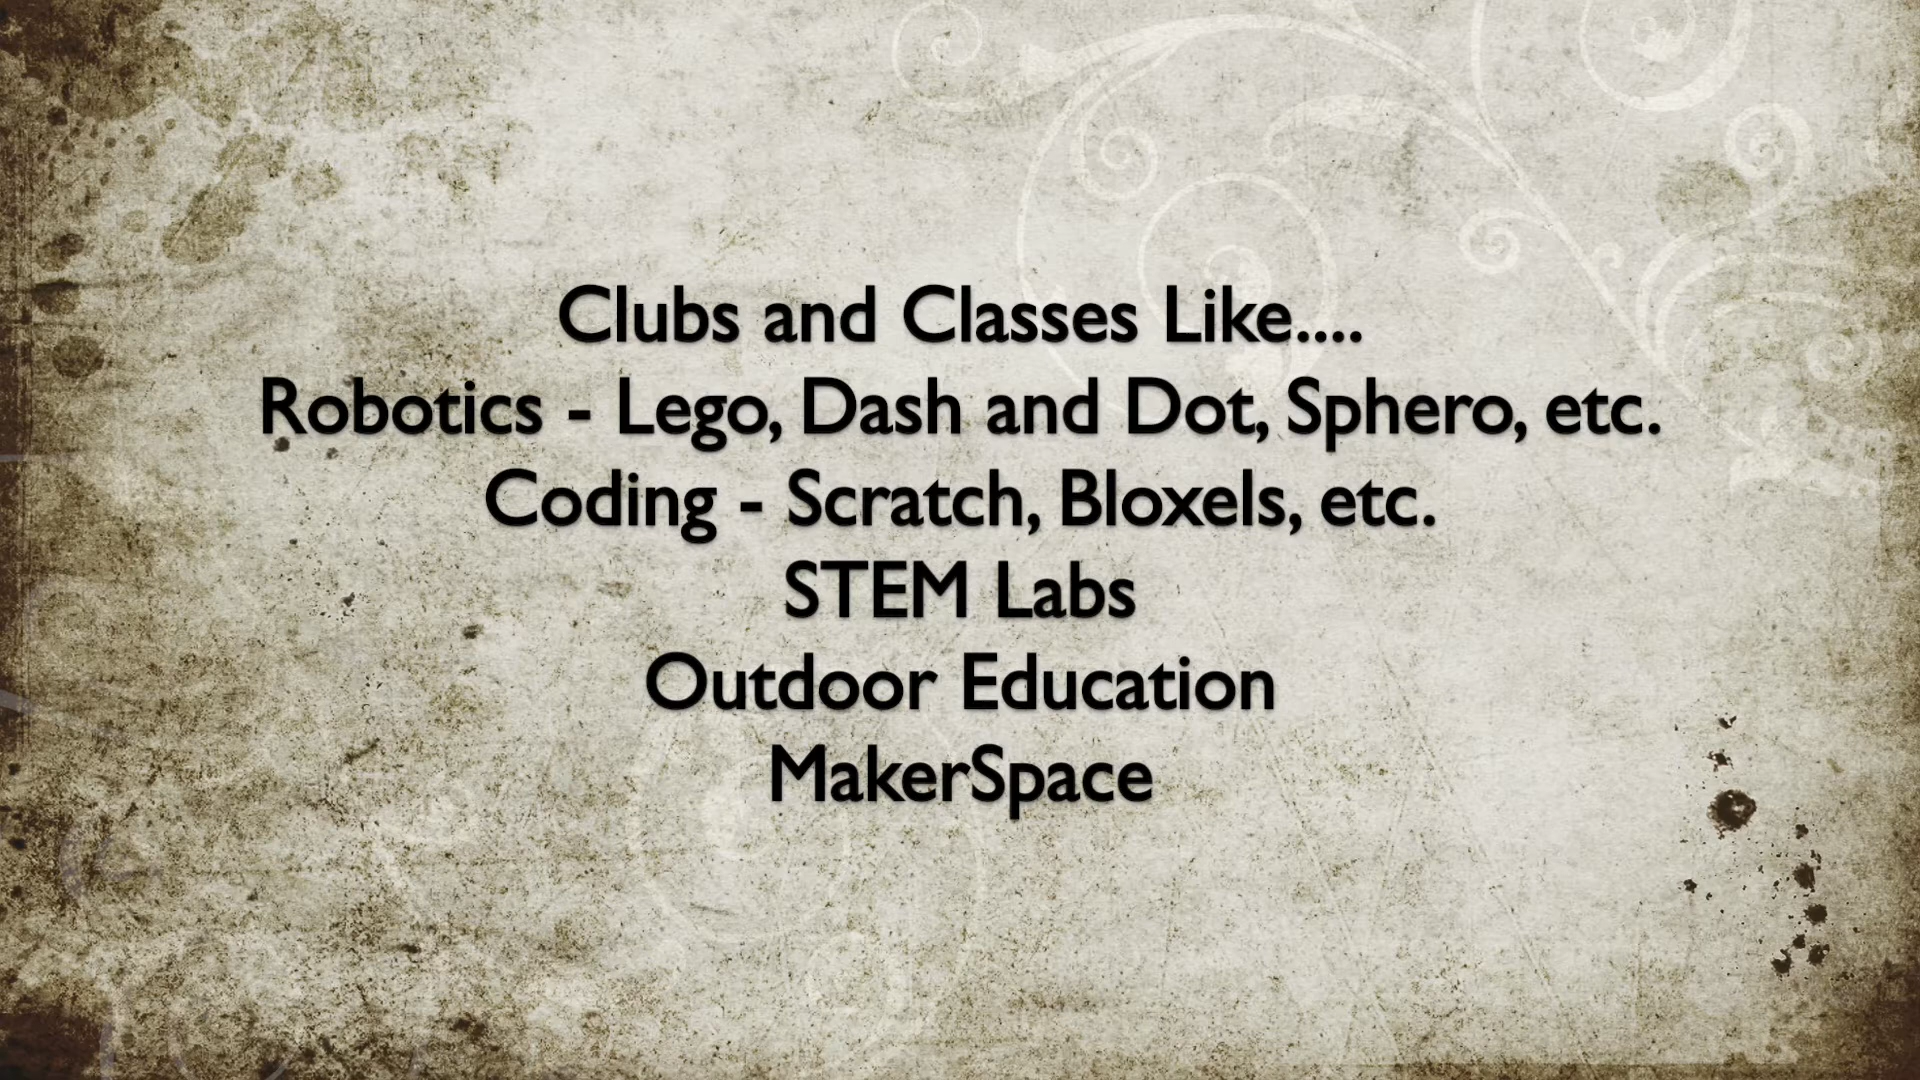 Clubs and Classes Like....
Robotics - Lego, Dash and Dot, Sphero, etc.
Coding - Scratch, Bloxels, etc.
STEM Labs
Outdoor Education
MakerSpace